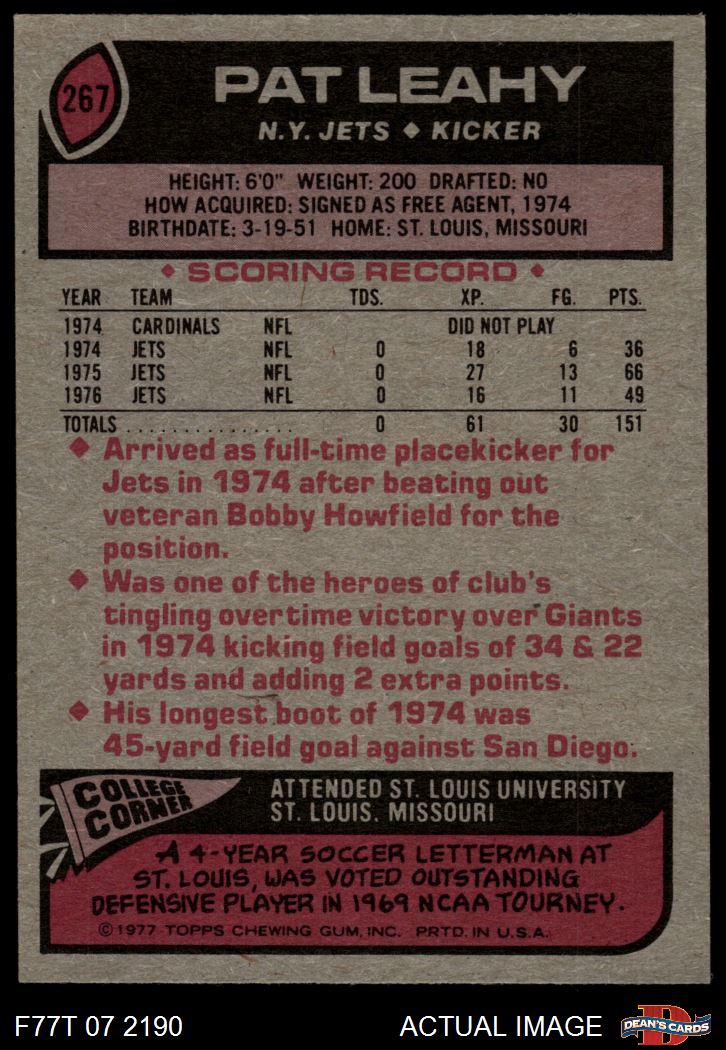 267
PAT LEAHY
N.Y. JETS ♦ KICKER
HEIGHT: 6'0" WEIGHT: 200 DRAFTED: NO
HOW ACQUIRED: SIGNED AS FREE AGENT, 1974
BIRTHDATE: 3-19-51 HOME: ST. LOUIS, MISSOURI
♦ SCORING RECORD ♦
YEAR TEAM TDS. XP. FG. PTS.
1974 CARDINALS NFL DID NOT PLAY
1974 JETS NFL 0 18 6 36
1975 JETS NFL 0 27 13 66
1976 JETS NFL 0 16 11 49
TOTALS . . . . . . . . . . . . . . . 0 61 30 151
♦ Arrived as full-time placekicker for
Jets in 1974 after beating out
veteran Bobby Howfield for the
position.
♦ Was one of the heroes of club's
tingling overtime victory over Giants
in 1974 kicking field goals of 34 & 22
yards and adding 2 extra points.
♦ His longest boot of 1974 was
45-yard field goal against San Diego.
COLLEGE
CORNER
ATTENDED ST. LOUIS UNIVERSITY
ST. LOUIS, MISSOURI
A 4-YEAR SOCCER LETTERMAN AT
ST. LOUIS, WAS VOTED OUTSTANDING
DEFENSIVE PLAYER IN 1969 NCAA TOURNEY.
© 1977 TOPPS CHEWING GUM, INC. PRTD. IN U.S.A.
F77T 07 2190 ACTUAL IMAGE
D
DEAN'S CARDS